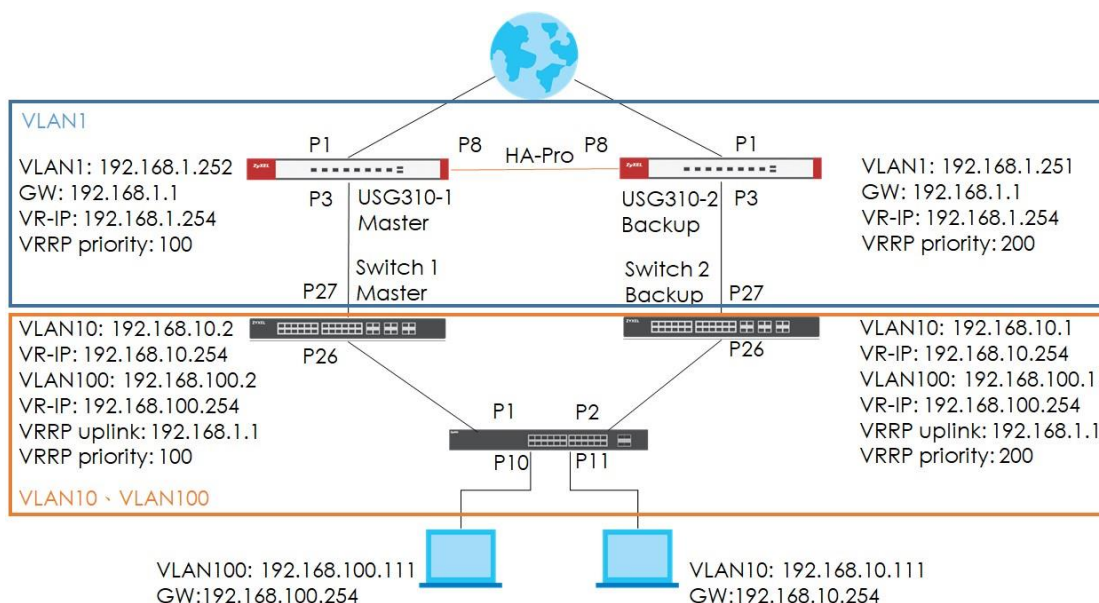 VLAN1
P1
P8
P8
P1
HA-Pro
ZyXEL
ZyXEL
VLAN1: 192.168.1.252
GW: 192.168.1.1
VR-IP: 192.168.1.254
VRRP priority: 100
P3
USG310-1
Master
USG310-2
Backup
P3
VLAN1: 192.168.1.251
GW: 192.168.1.1
VR-IP: 192.168.1.254
VRRP priority: 200
Switch 1
Master
P27
Switch 2
Backup
P27
ZYXEL
ZYXEL
VLAN10: 192.168.10.2
VR-IP: 192.168.10.254
VLAN100: 192.168.100.2
VR-IP: 192.168.100.254
VRRP uplink: 192.168.1.1
VRRP priority: 100
P26
P26
VLAN10: 192.168.10.1
VR-IP: 192.168.10.254
VLAN100: 192.168.100.1
VR-IP: 192.168.100.254
VRRP uplink: 192.168.1.1
VRRP priority: 200
P1
P2
P10
P11
VLAN10、VLAN100
VLAN100: 192.168.100.111
GW:192.168.100.254
VLAN10: 192.168.10.111
GW:192.168.10.254